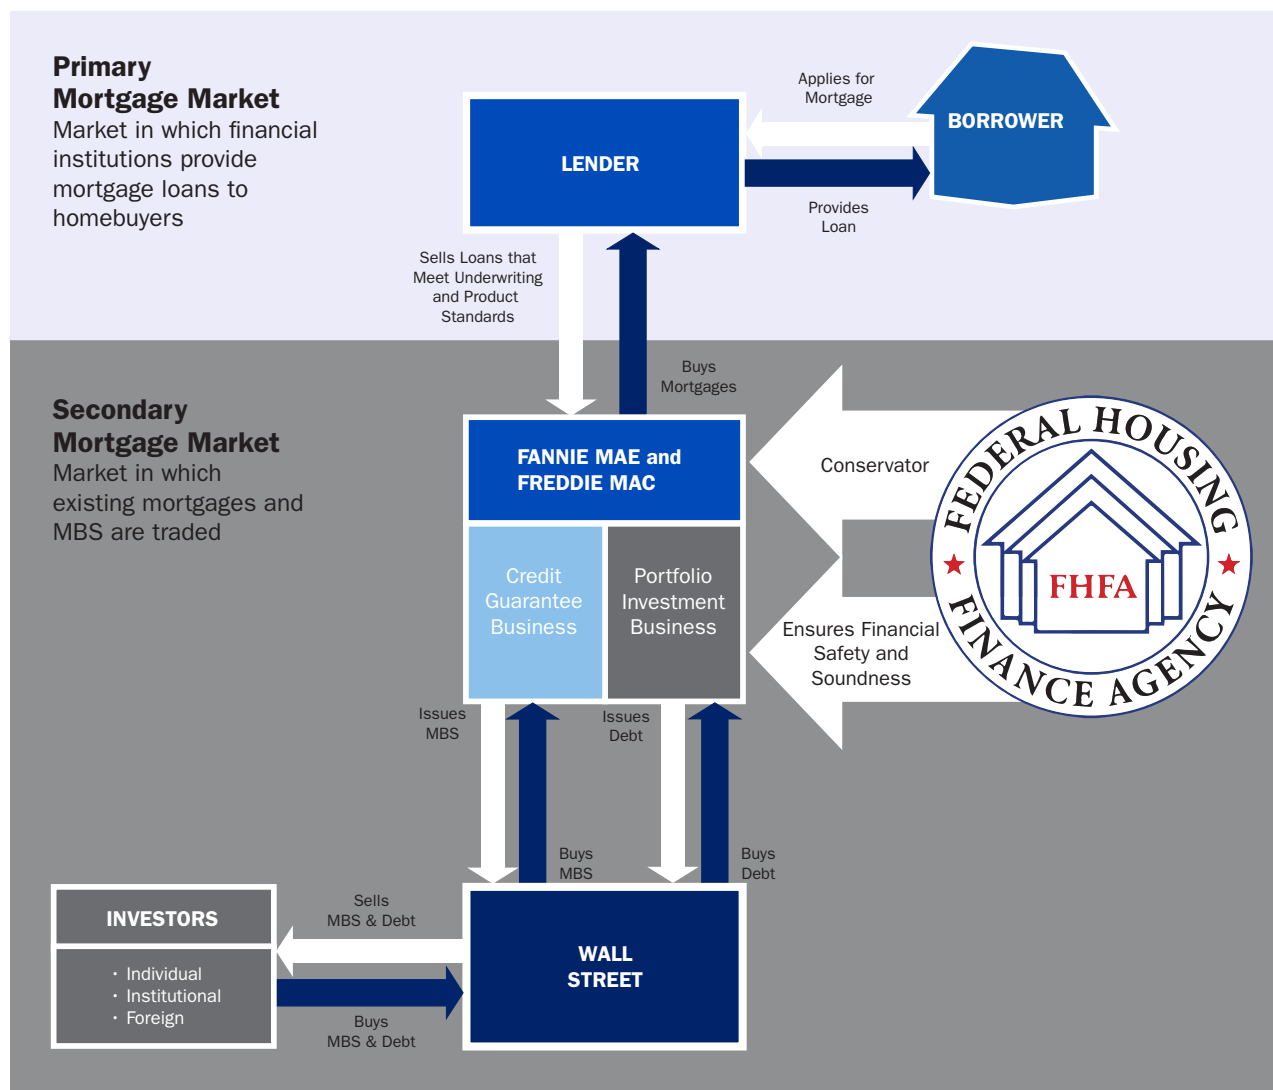 Primary
Mortgage Market
Market in which financial
institutions provide
mortgage loans to
homebuyers
LENDER
Applies for
Mortgage
BORROWER
Provides
Loan
Sells Loans that
Meet Underwriting
and Product
Standards
Buys
Mortgages
Secondary
Mortgage Market
Market in which
existing mortgages and
MBS are traded
FANNIE MAE and
FREDDIE MAC
Credit
Guarantee
Business
Portfolio
Investment
Business
Conservator
Ensures Financial
Safety and
Soundness
FEDERAL HOUSING
FHFA
FINANCE AGENCY
Issues
MBS
Issues
Debt
Buys
MBS
Buys
Debt
INVESTORS
• Individual
• Institutional
• Foreign
Sells
MBS & Debt
Buys
MBS & Debt
WALL
STREET